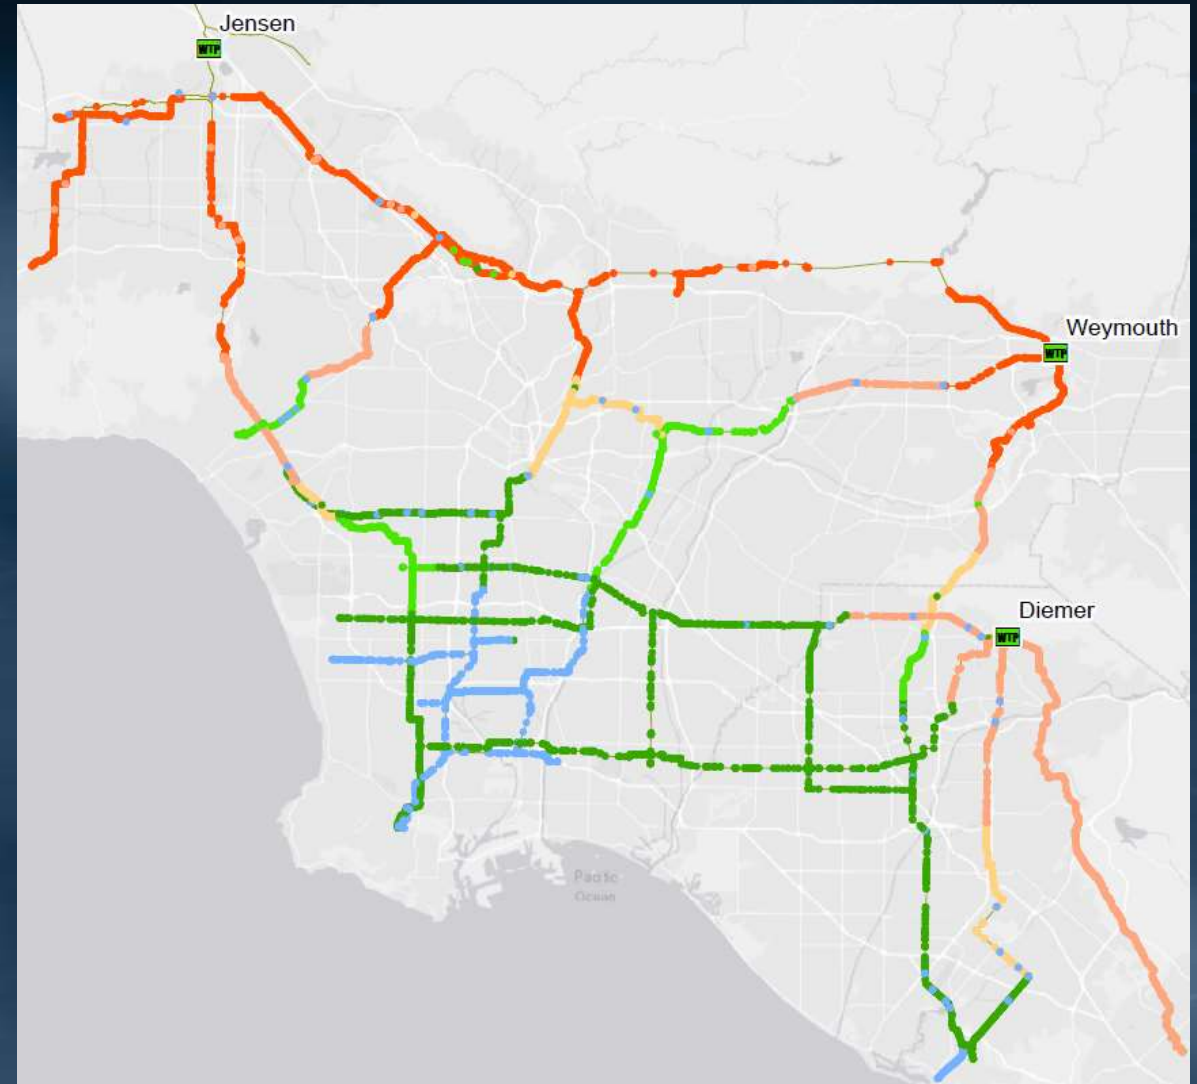 Jensen
WTP
Weymouth
WTP
Diemer
WTP
Pacific
Ocean